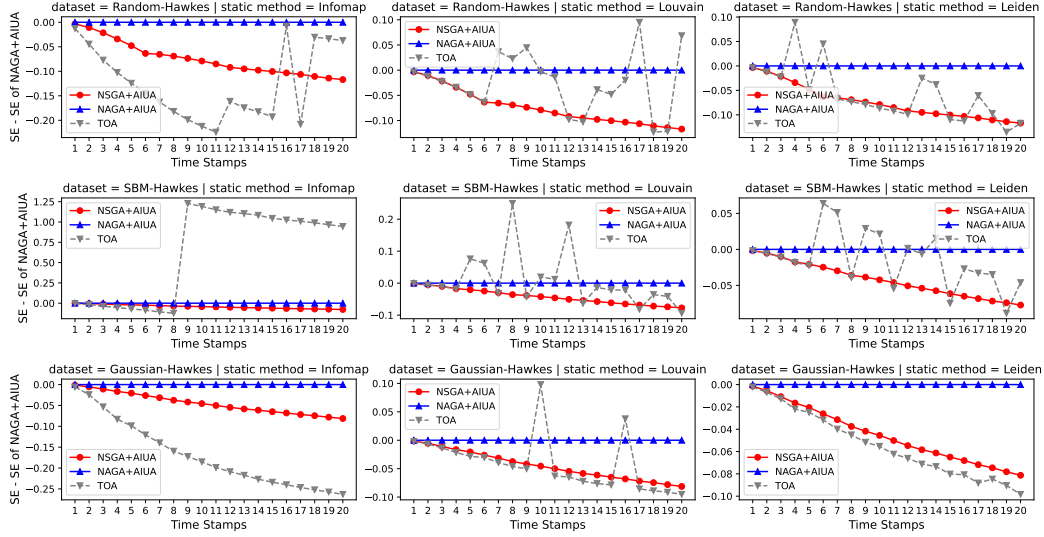 dataset = Random-Hawkes | static method = Infomap
SE - SE of NAGA+AIUA
0.00
−0.05
−0.10
−0.15
−0.20
NSGA+AIUA
NAGA+AIUA
TOA
1 2 3 4 5 6 7 8 9 10 11 12 13 14 15 16 17 18 19 20
Time Stamps
dataset = Random-Hawkes | static method = Louvain
0.10
0.05
0.00
−0.05
−0.10
NSGA+AIUA
NAGA+AIUA
TOA
1 2 3 4 5 6 7 8 9 10 11 12 13 14 15 16 17 18 19 20
Time Stamps
dataset = Random-Hawkes | static method = Leiden
0.10
0.05
0.00
−0.05
−0.10
NSGA+AIUA
NAGA+AIUA
TOA
1 2 3 4 5 6 7 8 9 10 11 12 13 14 15 16 17 18 19 20
Time Stamps
dataset = SBM-Hawkes | static method = Infomap
SE - SE of NAGA+AIUA
1.25
1.00
0.75
0.50
0.25
0.00
NSGA+AIUA
NAGA+AIUA
TOA
1 2 3 4 5 6 7 8 9 10 11 12 13 14 15 16 17 18 19 20
Time Stamps
dataset = SBM-Hawkes | static method = Louvain
0.2
0.1
0.0
−0.1
NSGA+AIUA
NAGA+AIUA
TOA
1 2 3 4 5 6 7 8 9 10 11 12 13 14 15 16 17 18 19 20
Time Stamps
dataset = SBM-Hawkes | static method = Leiden
0.05
0.00
−0.05
NSGA+AIUA
NAGA+AIUA
TOA
1 2 3 4 5 6 7 8 9 10 11 12 13 14 15 16 17 18 19 20
Time Stamps
dataset = Gaussian-Hawkes | static method = Infomap
SE - SE of NAGA+AIUA
0.00
−0.05
−0.10
−0.15
−0.20
−0.25
NSGA+AIUA
NAGA+AIUA
TOA
1 2 3 4 5 6 7 8 9 10 11 12 13 14 15 16 17 18 19 20
Time Stamps
dataset = Gaussian-Hawkes | static method = Louvain
0.10
0.05
0.00
−0.05
−0.10
NSGA+AIUA
NAGA+AIUA
TOA
1 2 3 4 5 6 7 8 9 10 11 12 13 14 15 16 17 18 19 20
Time Stamps
dataset = Gaussian-Hawkes | static method = Leiden
0.00
−0.02
−0.04
−0.06
−0.08
−0.10
NSGA+AIUA
NAGA+AIUA
TOA
1 2 3 4 5 6 7 8 9 10 11 12 13 14 15 16 17 18 19 20
Time Stamps